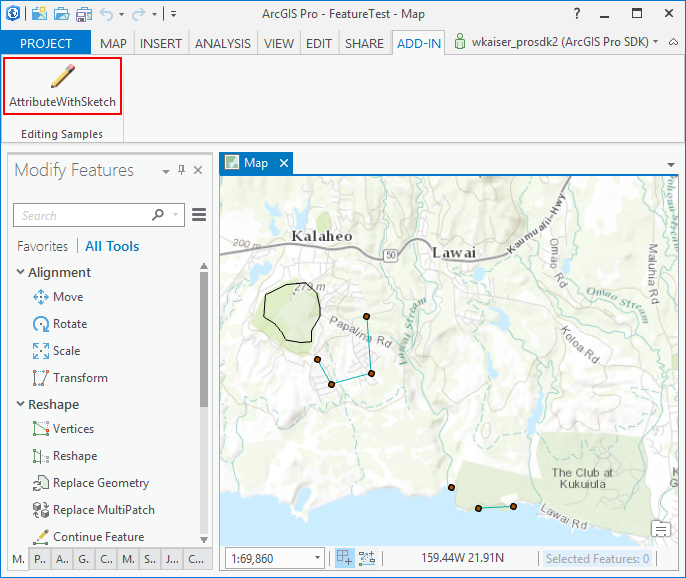 ArcGIS Pro - FeatureTest - Map
?
PROJECT MAP INSERT ANALYSIS VIEW EDIT SHARE ADD-IN wkaiser_prosdk2 (ArcGIS Pro SDK)
AttributeWithSketch
Editing Samples
Modify Features
Search
Favorites All Tools
Alignment
Move
Rotate
Scale
Transform
Reshape
Vertices
Reshape
Replace Geometry
Replace MultiPatch
Continue Feature
M. P... A... G... C... M... S... J... C...
Map
200 m
Kalaheo
50
Lawai
Kaumualii-Hwy
Omao Rd
Maluhia Rd
279 m
Papalina Rd
Lawai Stream
Omao Stream
Koloa Rd
The Club at
Kukuiula
Lawai Rd
1:69,860
159.44W 21.91N
Selected Features: 0